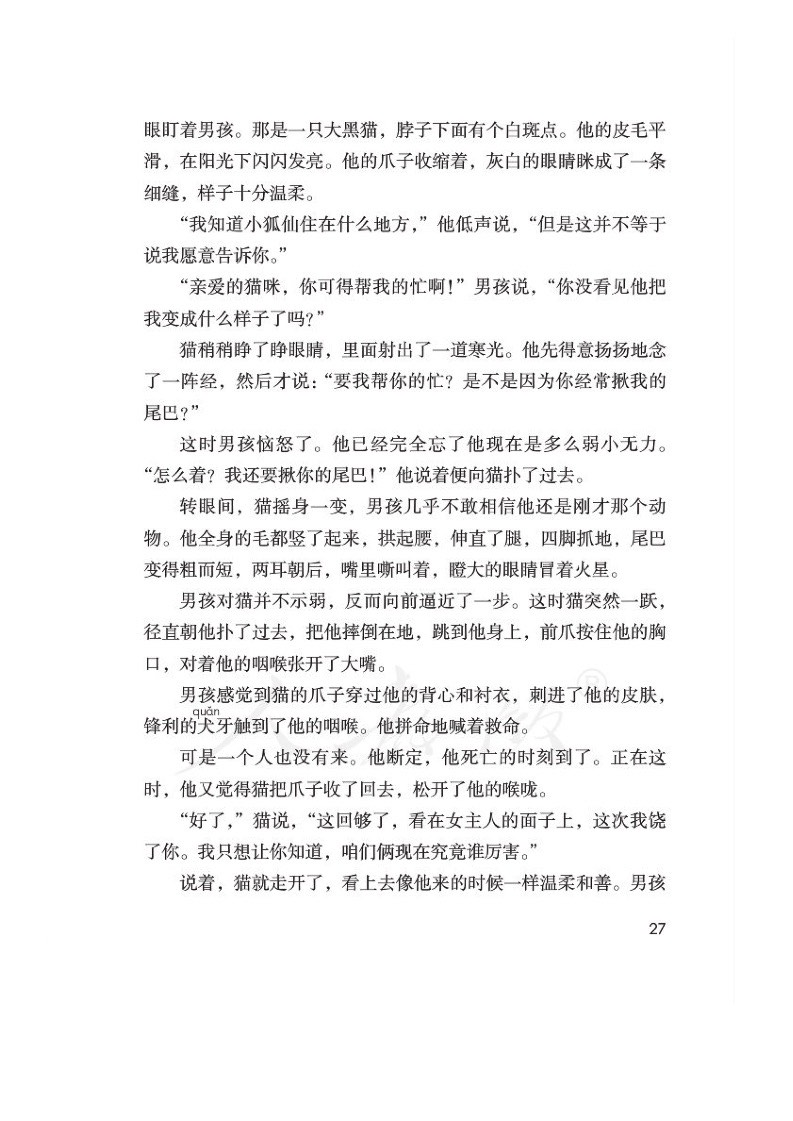 眼盯着男孩。那是一只大黑猫，脖子下面有个白斑点。他的皮毛平
滑，在阳光下闪闪发亮。他的爪子收缩着，灰白的眼睛眯成了一条
细缝，样子十分温柔。
“我知道小狐仙住在什么地方，”他低声说，“但是这并不等于
说我愿意告诉你。”
“亲爱的猫咪，你可得帮我的忙啊！”男孩说，“你没看见他把
我变成什么样子了吗？”
猫稍稍睁了睁眼睛，里面射出了一道寒光。他先得意扬扬地念
了一阵经，然后才说：“要我帮你的忙？是不是因为你经常揪我的
尾巴？”
这时男孩恼怒了。他已经完全忘了他现在是多么弱小无力。
“怎么着？我还要揪你的尾巴！”他说着便向猫扑了过去。
转眼间，猫摇身一变，男孩几乎不敢相信他还是刚才那个动
物。他全身的毛都竖了起来，拱起腰，伸直了腿，四脚抓地，尾巴
变得粗而短，两耳朝后，嘴里嘶叫着，瞪大的眼睛冒着火星。
男孩对猫并不示弱，反而向前逼近了一步。这时猫突然一跃，
径直朝他扑了过去，把他摔倒在地，跳到他身上，前爪按住他的胸
口，对着他的咽喉张开了大嘴。
男孩感觉到猫的爪子穿过他的背心和衬衣，刺进了他的皮肤，
quǎn
锋利的犬牙触到了他的咽喉。他拼命地喊着救命。
可是一个人也没有来。他断定，他死亡的时刻到了。正在这
时，他又觉得猫把爪子收了回去，松开了他的喉咙。
“好了，”猫说，“这回够了，看在女主人的面子上，这次我饶
了你。我只想让你知道，咱们俩现在究竟谁厉害。”
说着，猫就走开了，看上去像他来的时候一样温柔和善。男孩
27